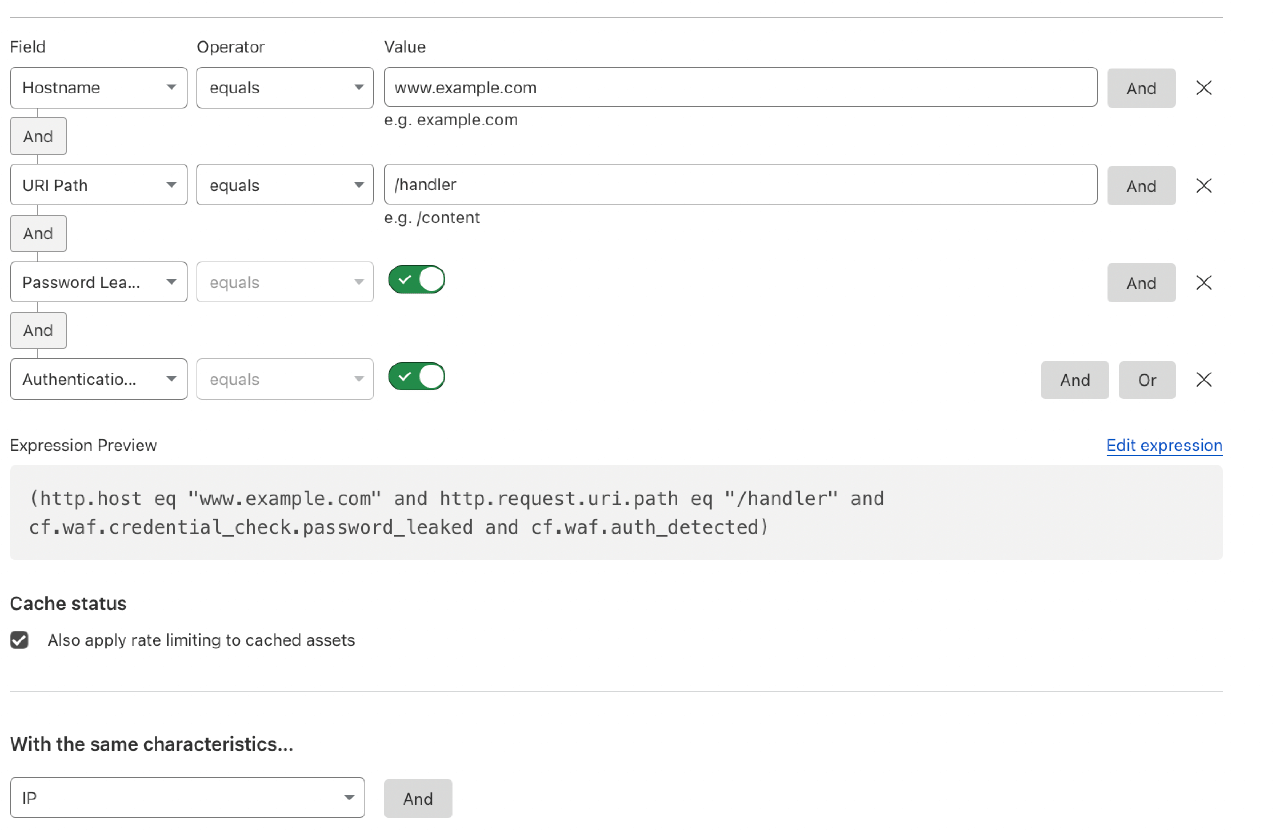 Field Operator Value
Hostname equals www.example.com And
e.g. example.com
And
URI Path equals /handler And
e.g. /content
And
Password Lea... equals And
And
Authenticatio... equals And Or
Expression Preview Edit expression
(http.host eq "www.example.com" and http.request.uri.path eq "/handler" and
cf.waf.credential_check.password_leaked and cf.waf.auth_detected)
Cache status
Also apply rate limiting to cached assets
With the same characteristics...
IP And